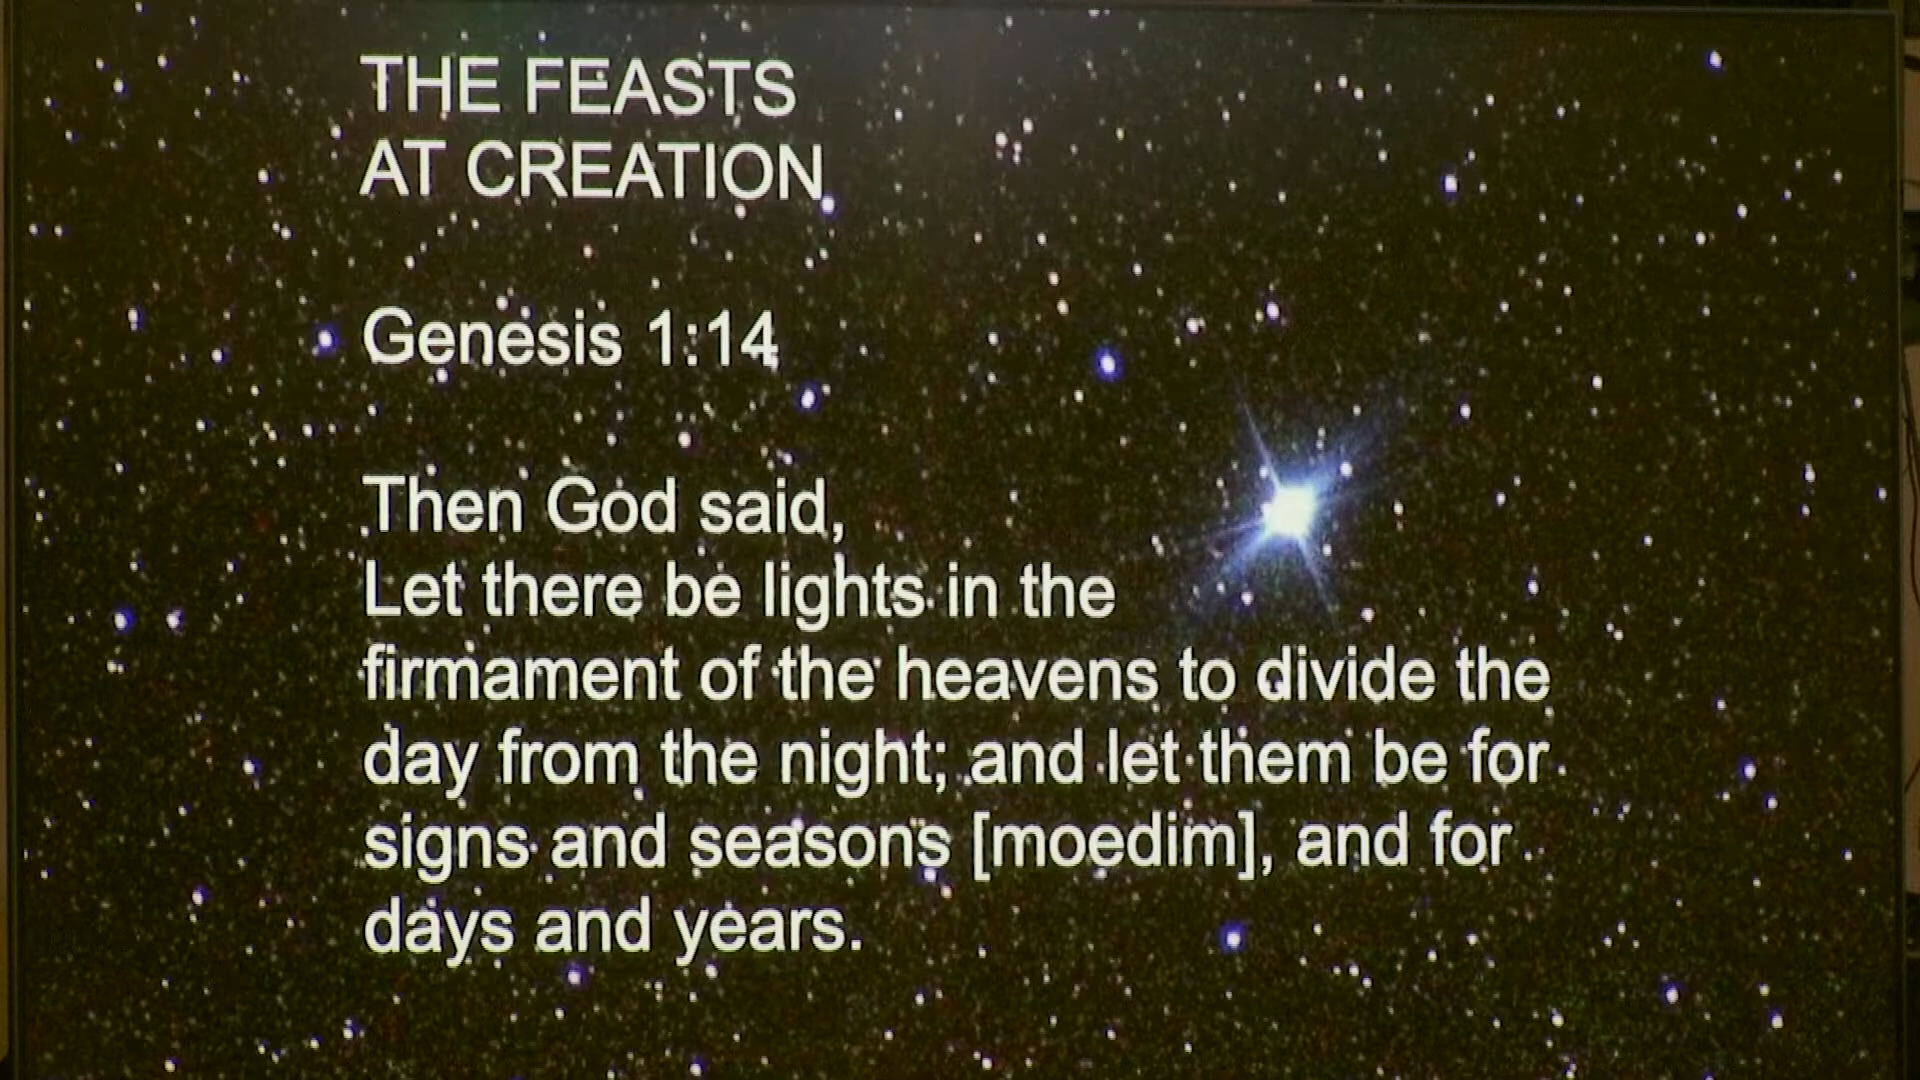 THE FEASTS
AT CREATION
Genesis 1:14
Then God said,
Let there be lights in the
firmament of the heavens to divide the
day from the night; and let them be for
signs and seasons [moedim], and for
days and years.